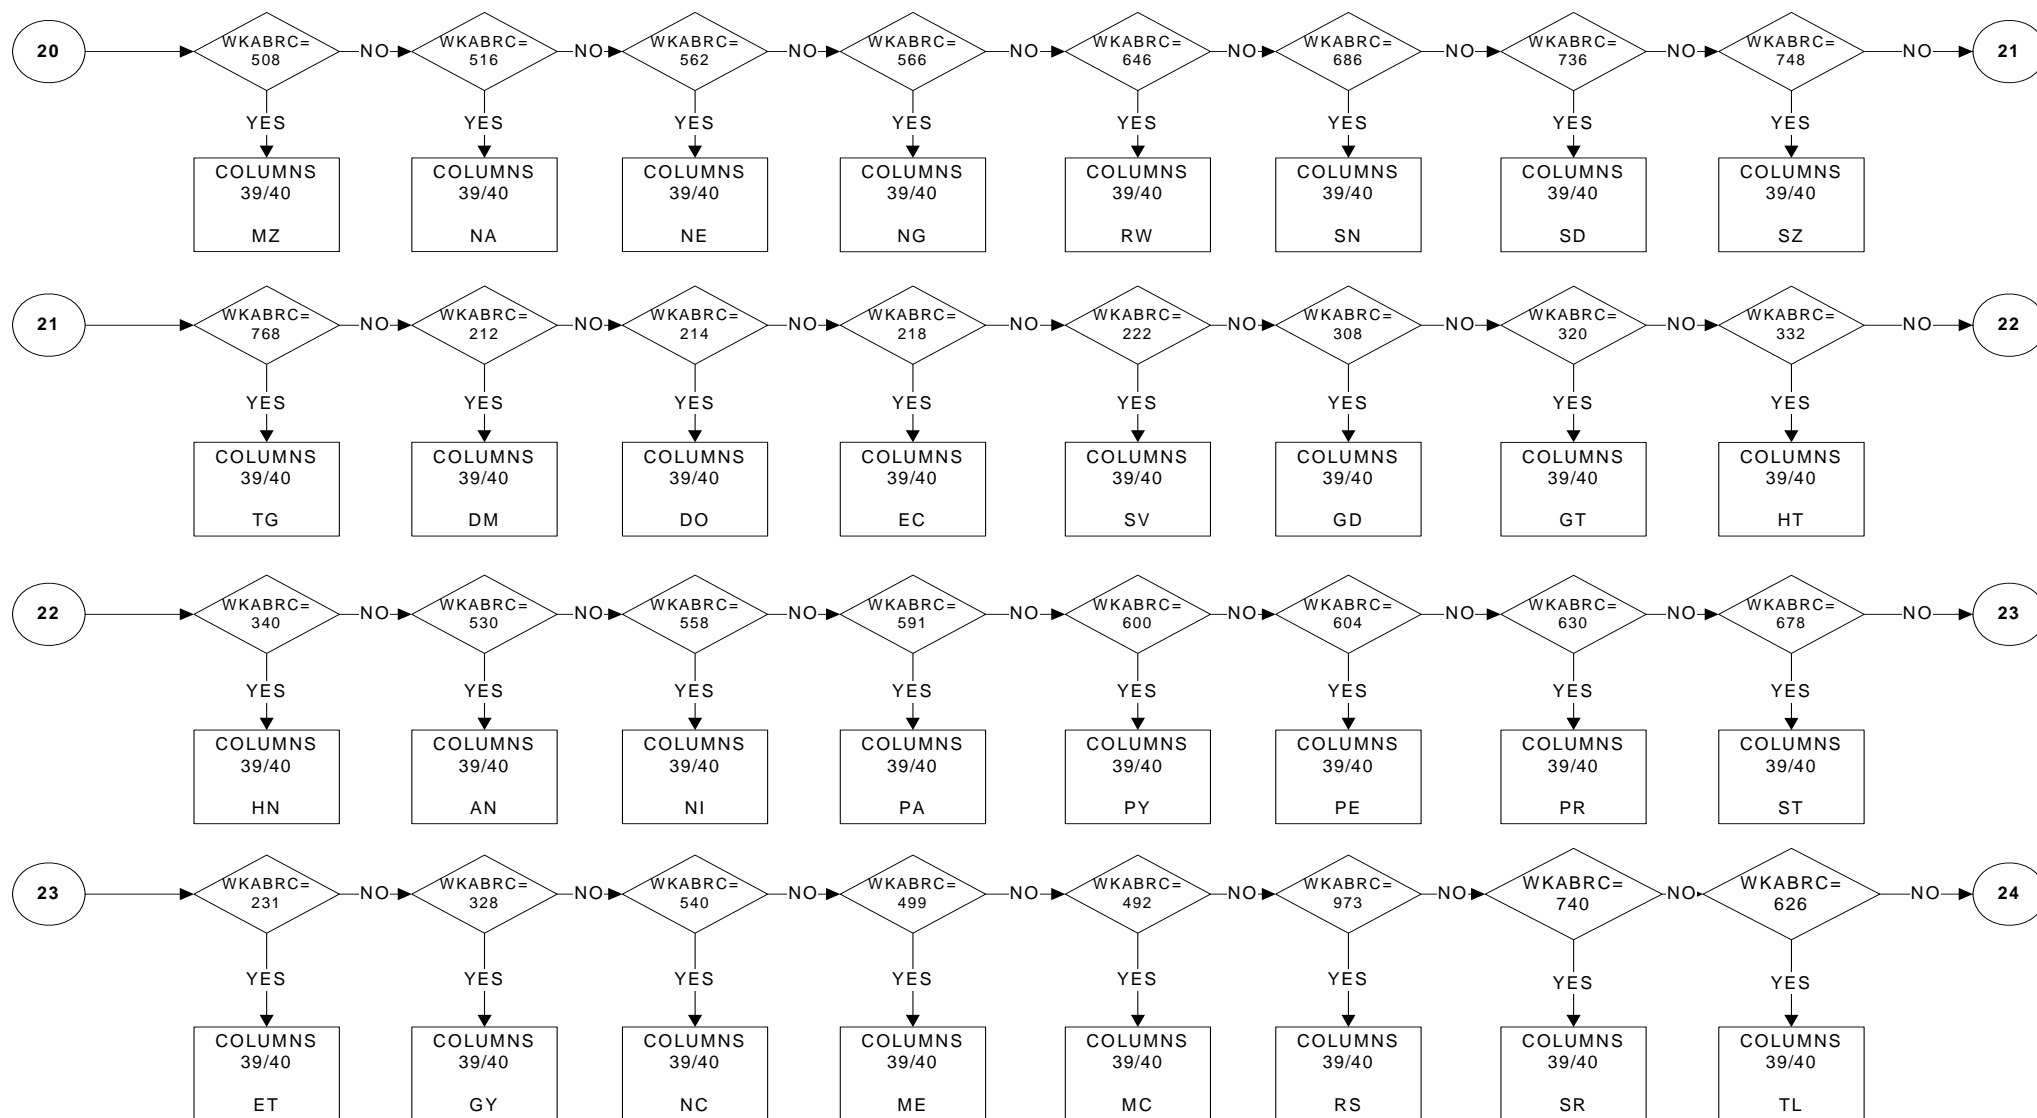 20
WKABRC=
508
NO
WKABRC=
516
NO
WKABRC=
562
NO
WKABRC=
566
NO
WKABRC=
646
NO
WKABRC=
686
NO
WKABRC=
736
NO
WKABRC=
748
NO
21
YES
YES
YES
YES
YES
YES
YES
YES
COLUMNS
39/40
MZ
COLUMNS
39/40
NA
COLUMNS
39/40
NE
COLUMNS
39/40
NG
COLUMNS
39/40
RW
COLUMNS
39/40
SN
COLUMNS
39/40
SD
COLUMNS
39/40
SZ
21
WKABRC=
768
NO
WKABRC=
212
NO
WKABRC=
214
NO
WKABRC=
218
NO
WKABRC=
222
NO
WKABRC=
308
NO
WKABRC=
320
NO
WKABRC=
332
NO
22
YES
YES
YES
YES
YES
YES
YES
YES
COLUMNS
39/40
TG
COLUMNS
39/40
DM
COLUMNS
39/40
DO
COLUMNS
39/40
EC
COLUMNS
39/40
SV
COLUMNS
39/40
GD
COLUMNS
39/40
GT
COLUMNS
39/40
HT
22
WKABRC=
340
NO
WKABRC=
530
NO
WKABRC=
558
NO
WKABRC=
591
NO
WKABRC=
600
NO
WKABRC=
604
NO
WKABRC=
630
NO
WKABRC=
678
NO
23
YES
YES
YES
YES
YES
YES
YES
YES
COLUMNS
39/40
HN
COLUMNS
39/40
AN
COLUMNS
39/40
NI
COLUMNS
39/40
PA
COLUMNS
39/40
PY
COLUMNS
39/40
PE
COLUMNS
39/40
PR
COLUMNS
39/40
ST
23
WKABRC=
231
NO
WKABRC=
328
NO
WKABRC=
540
NO
WKABRC=
499
NO
WKABRC=
492
NO
WKABRC=
973
NO
WKABRC=
740
NO
WKABRC=
626
NO
24
YES
YES
YES
YES
YES
YES
YES
YES
COLUMNS
39/40
ET
COLUMNS
39/40
GY
COLUMNS
39/40
NC
COLUMNS
39/40
ME
COLUMNS
39/40
MC
COLUMNS
39/40
RS
COLUMNS
39/40
SR
COLUMNS
39/40
TL